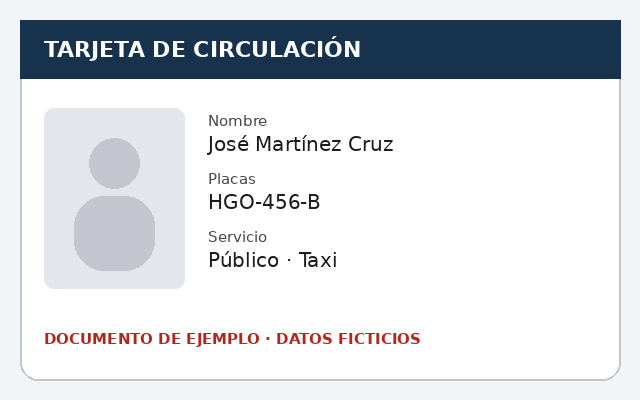 TARJETA DE CIRCULACIÓN
Nombre
José Martínez Cruz
Placas
HGO-456-B
Servicio
Público · Taxi
DOCUMENTO DE EJEMPLO · DATOS FICTICIOS